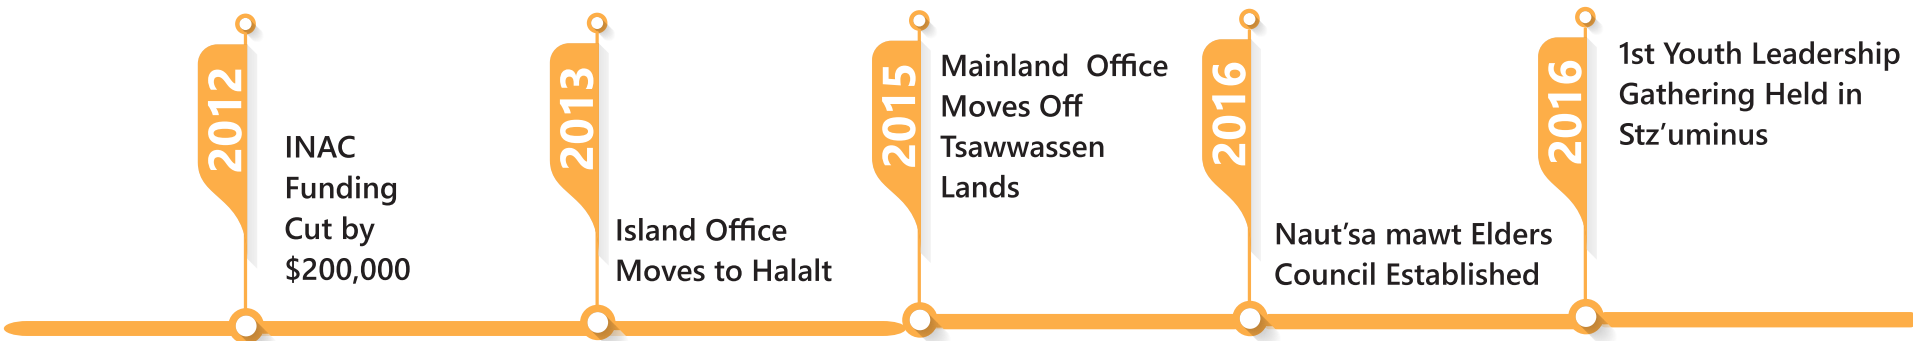 2012
INAC
Funding
Cut by
$200,000
2013
Island Office
Moves to Halalt
2015
Mainland  Office
Moves Off
Tsawwassen
Lands
2016
Naut’sa mawt Elders
Council Established
2016
1st Youth Leadership
Gathering Held in
Stz’uminus